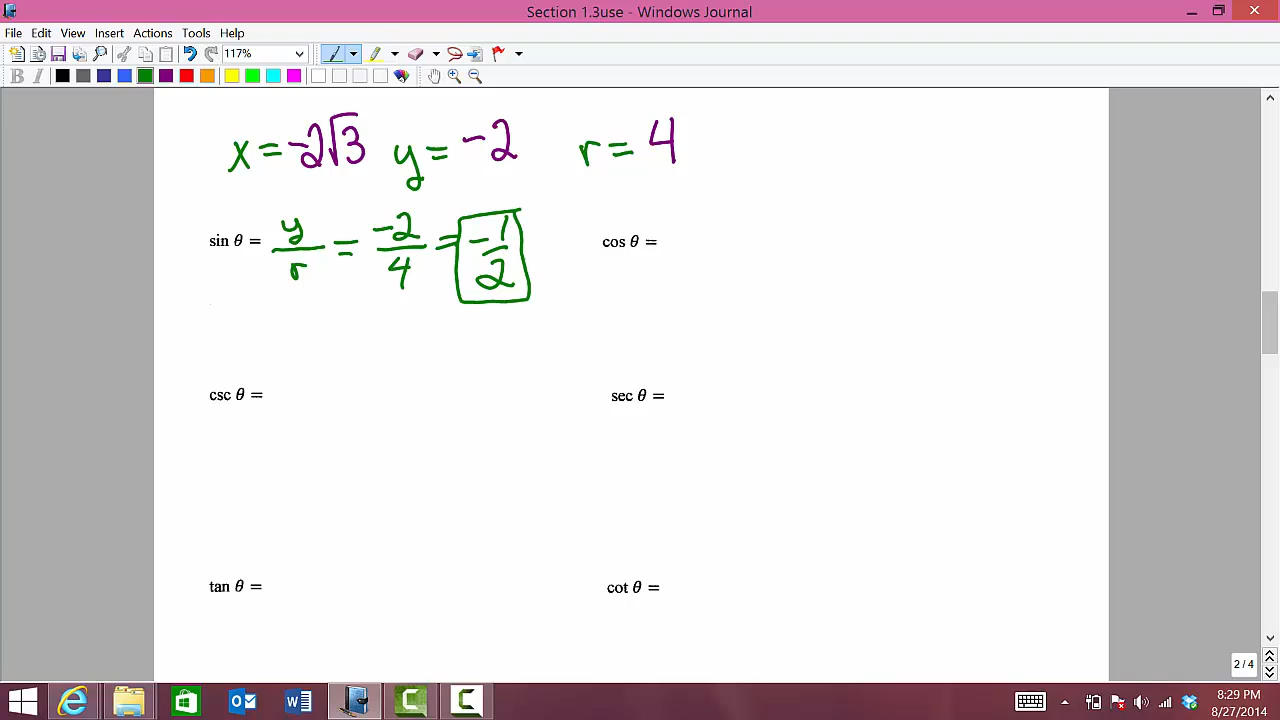 Section 1.3use - Windows Journal
File Edit View Insert Actions Tools Help
117%
B I
x = -2√3 y = -2 r = 4
sin θ = y/r = -2/4 = -1/2 cos θ =
csc θ = sec θ =
tan θ = cot θ =
2 / 4
8:29 PM
8/27/2014